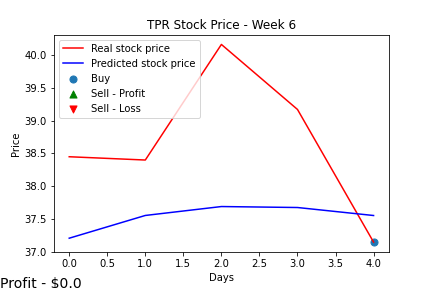 TPR Stock Price - Week 6
Real stock price
Predicted stock price
Buy
Sell - Profit
Sell - Loss
Price
40.0
39.5
39.0
38.5
38.0
37.5
37.0
0.0 0.5 1.0 1.5 2.0 2.5 3.0 3.5 4.0
Days
Profit - $0.0